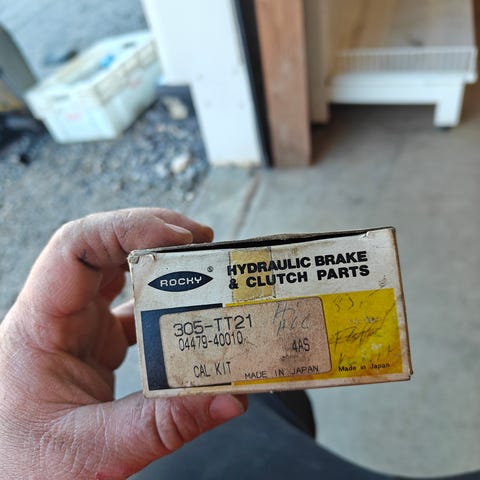 ROCKY ®
HYDRAULIC BRAKE
& CLUTCH PARTS
305-TT21
04479-40010
4AS
CAL KIT
MADE IN JAPAN
Made in Japan